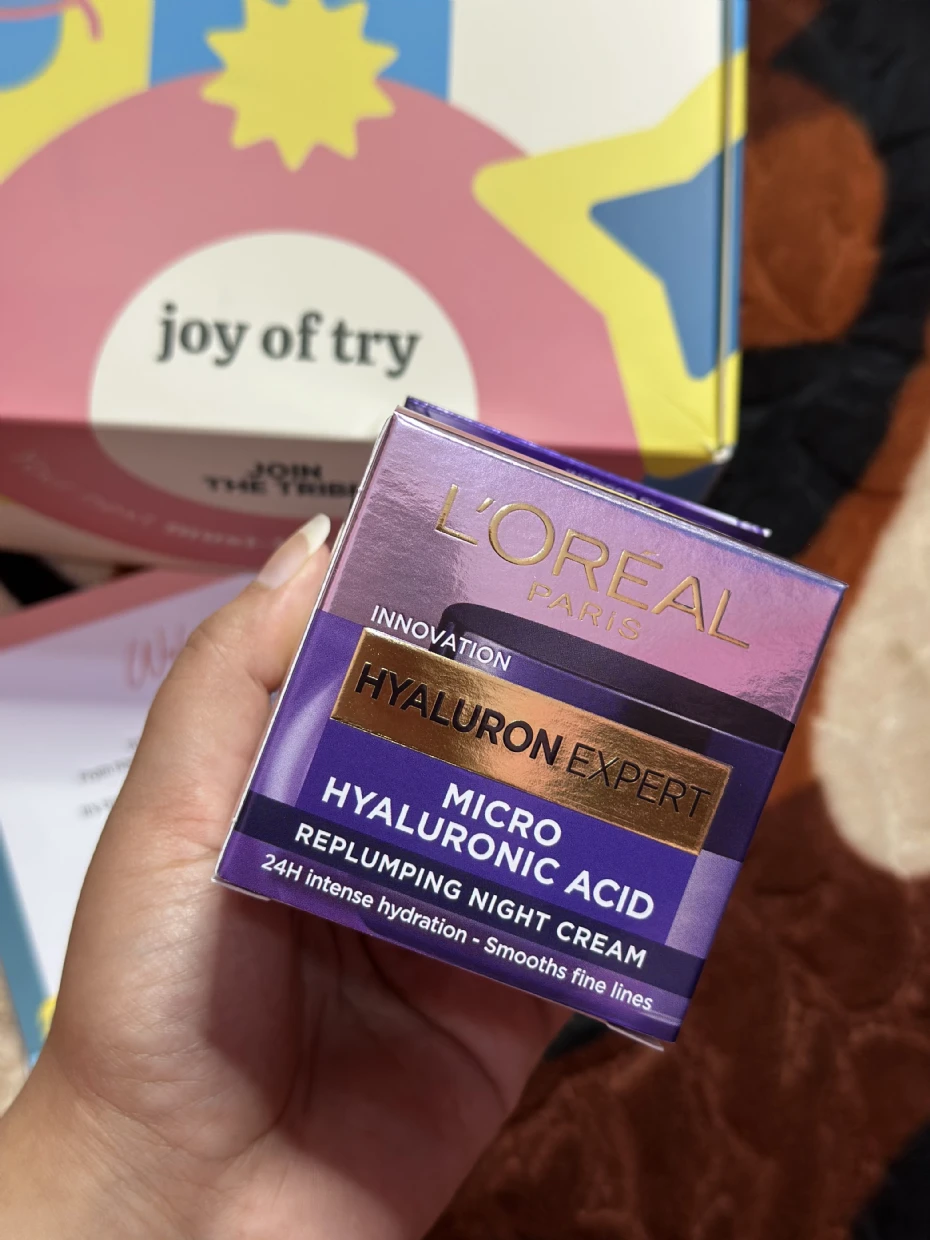 joy of try
JOIN
THE TRIBE
L'ORÉAL
PARIS
INNOVATION
HYALURON EXPERT
MICRO
HYALURONIC ACID
REPLUMPING NIGHT CREAM
24H intense hydration - Smooths fine lines